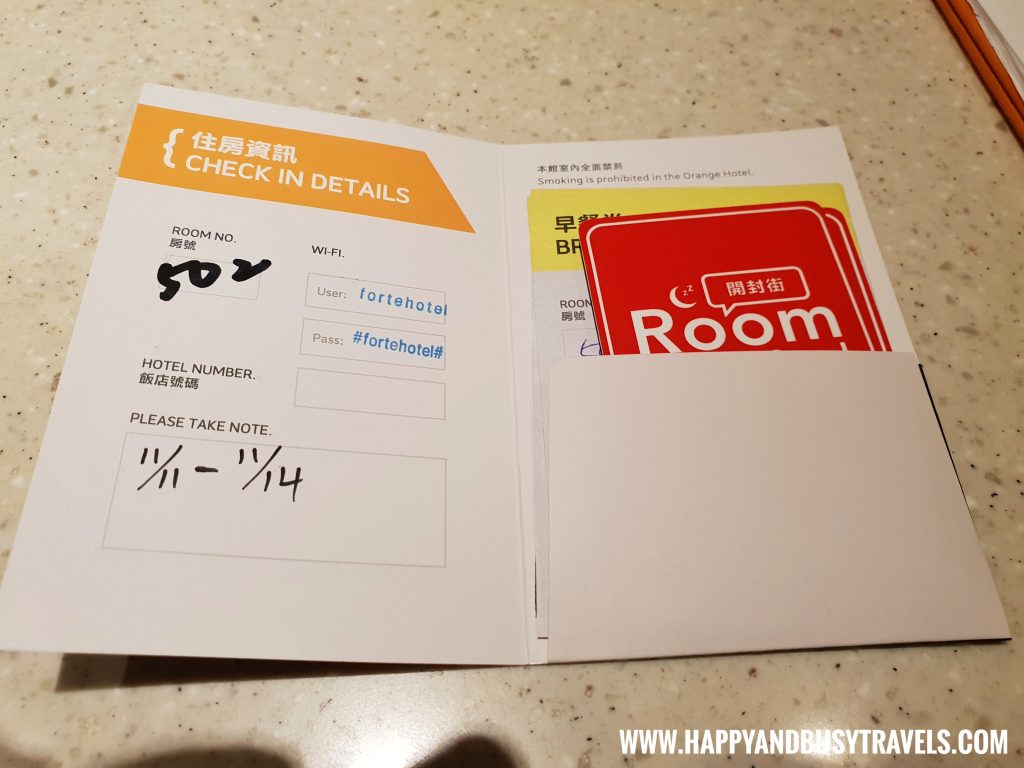 住房資訊
CHECK IN DETAILS
ROOM NO.
房號
502
WI-FI.
User: fortehotel
Pass: #fortehotel#
HOTEL NUMBER.
飯店號碼
PLEASE TAKE NOTE.
11/11 - 11/14
本館室內全面禁菸
Smoking is prohibited in the Orange Hotel.
早餐
BR
ROOM
房號
開封街
zZ
Room
WWW.HAPPYANDBUSYTRAVELS.COM